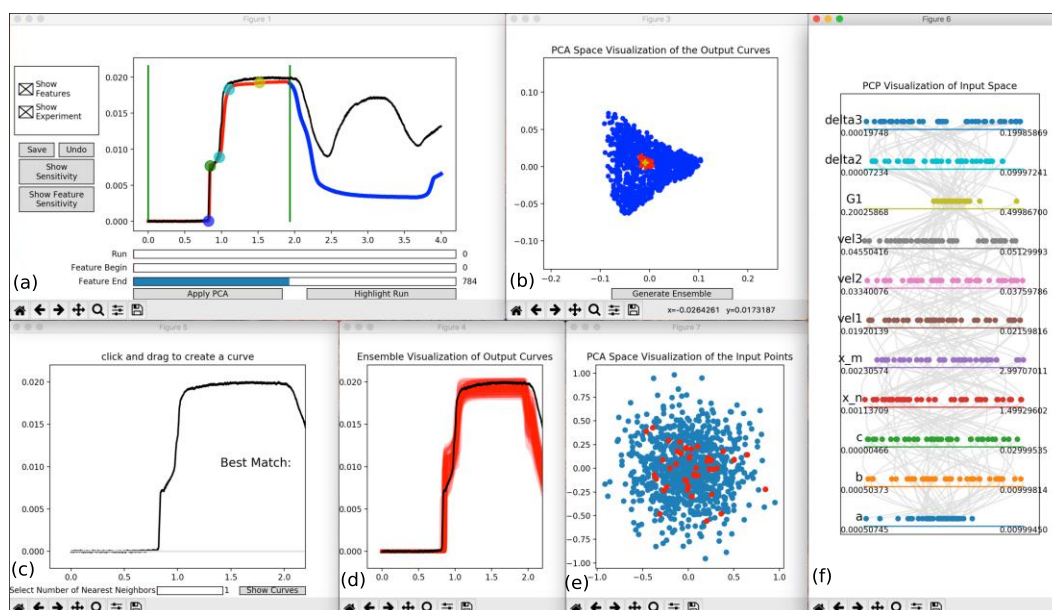 Figure 1
Show
Features
Show
Experiment
Save
Undo
Show
Sensitivity
Show Feature
Sensitivity
0.020
0.015
0.010
0.005
0.000
0.0 0.5 1.0 1.5 2.0 2.5 3.0 3.5 4.0
Run 0
Feature Begin 0
Feature End 784
Apply PCA
Highlight Run
(a)
Figure 3
PCA Space Visualization of the Output Curves
0.10
0.05
0.00
−0.05
−0.10
−0.2 −0.1 0.0 0.1 0.2
Generate Ensemble
x=-0.0264261 y=0.0173187
(b)
Figure 5
click and drag to create a curve
0.020
0.015
0.010
0.005
0.000
Best Match:
0.0 0.5 1.0 1.5 2.0
Select Number of Nearest Neighbors 1
Show Curves
(c)
Figure 4
Ensemble Visualization of Output Curves
0.020
0.015
0.010
0.005
0.000
0.0 0.5 1.0 1.5 2.0
(d)
Figure 7
PCA Space Visualization of the Input Points
1.00
0.75
0.50
0.25
0.00
−0.25
−0.50
−0.75
−1.00
−1.0 −0.5 0.0 0.5 1.0
(e)
Figure 6
PCP Visualization of Input Space
delta3
0.00019748 0.19985869
delta2
0.00007234 0.09997241
G1
0.20025868 0.49986700
vel3
0.04550416 0.05129993
vel2
0.03340076 0.03759786
vel1
0.01920139 0.02159816
x_m
0.00230574 2.99707011
x_n
0.00113709 1.49929602
c
0.00000466 0.02999535
b
0.00050373 0.00999814
a
0.00050745 0.00999450
(f)